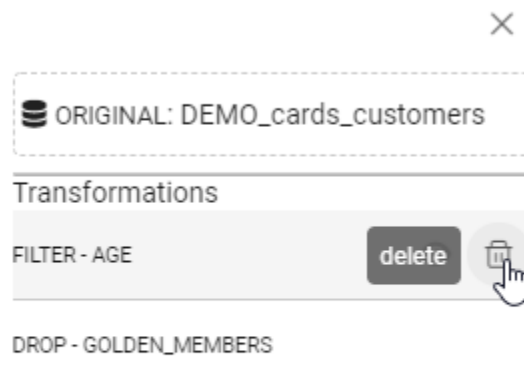 ORIGINAL: DEMO_cards_customers
Transformations
FILTER - AGE delete
DROP - GOLDEN_MEMBERS